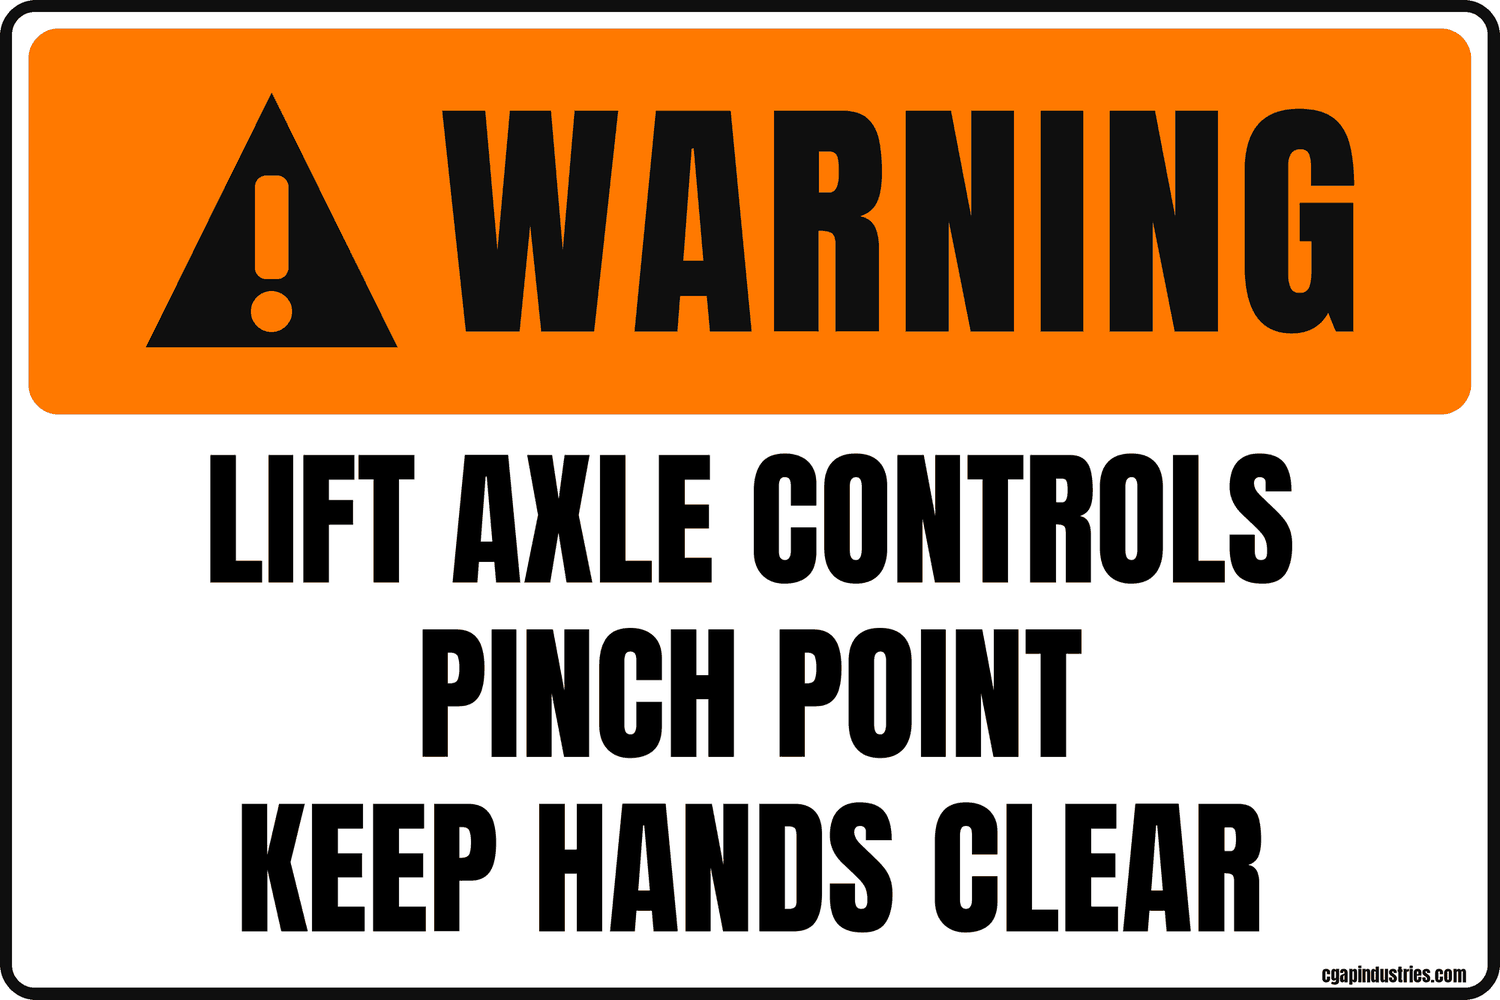 WARNING
LIFT AXLE CONTROLS
PINCH POINT
KEEP HANDS CLEAR
cgapindustries.com